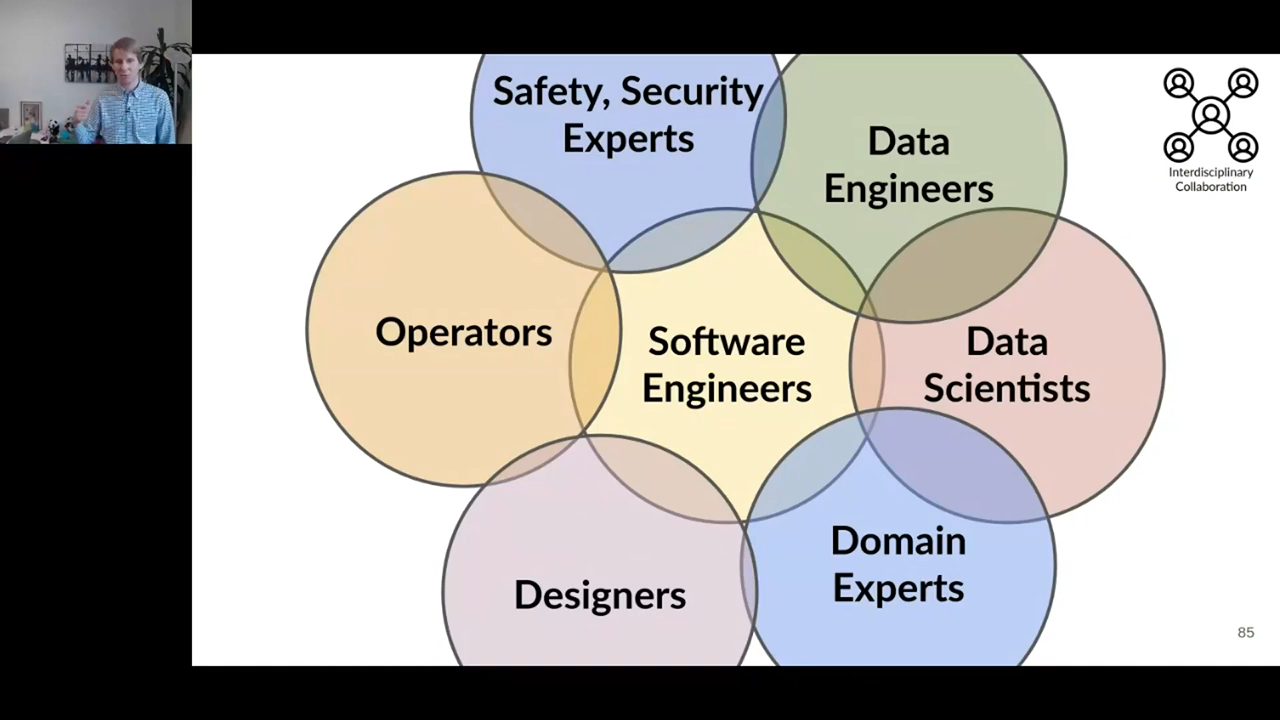 Safety, Security
Experts
Data
Engineers
Interdisciplinary
Collaboration
Operators
Software
Engineers
Data
Scientists
Designers
Domain
Experts
85